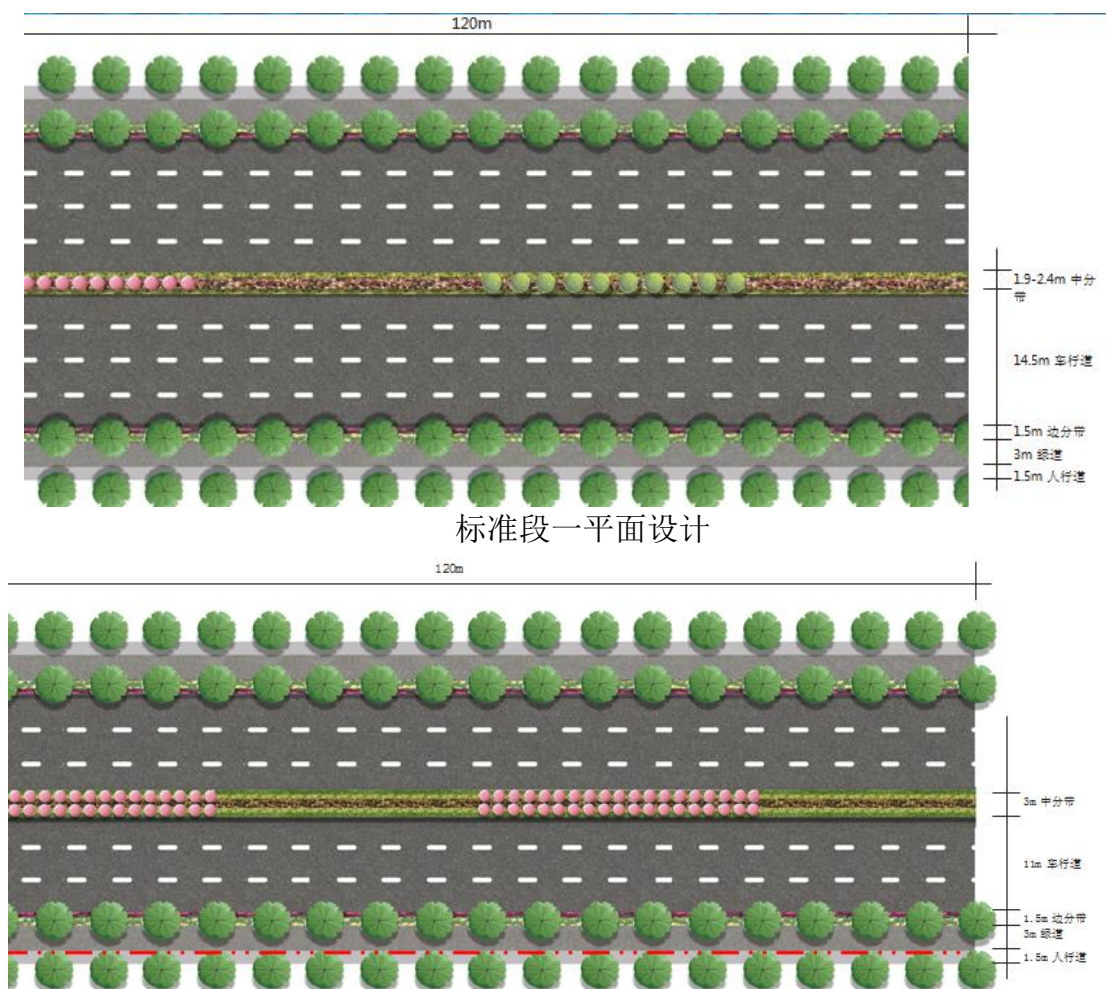 120m
1.9-2.4m 中分
带
14.5m 车行道
1.5m 边分带
3m 绿道
1.5m 人行道
标准段一平面设计
120m
3m 中分带
11m 车行道
1.5m 边分带
3m 绿道
1.5m 人行道